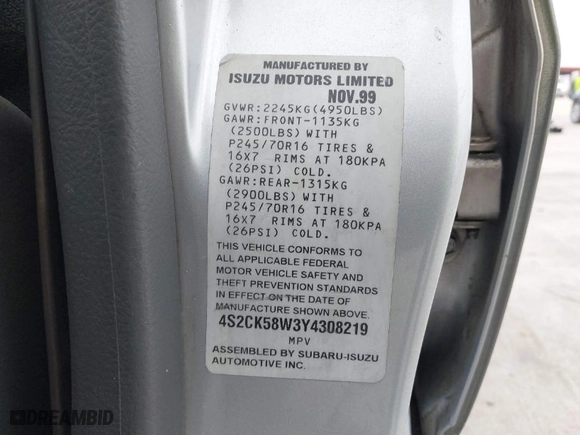 MANUFACTURED BY
ISUZU MOTORS LIMITED
NOV.99
GVWR:2245KG(4950LBS)
GAWR:FRONT-1135KG
(2500LBS) WITH
P245/70R16 TIRES &
16X7 RIMS AT 180KPA
(26PSI) COLD.
GAWR:REAR-1315KG
(2900LBS) WITH
P245/70R16 TIRES &
16X7 RIMS AT 180KPA
(26PSI) COLD.
THIS VEHICLE CONFORMS TO
ALL APPLICABLE FEDERAL
MOTOR VEHICLE SAFETY AND
THEFT PREVENTION STANDARDS
IN EFFECT ON THE DATE OF
MANUFACTURE SHOWN ABOVE.
4S2CK58W3Y4308219
MPV
ASSEMBLED BY SUBARU-ISUZU
AUTOMOTIVE INC.
DREAMBID